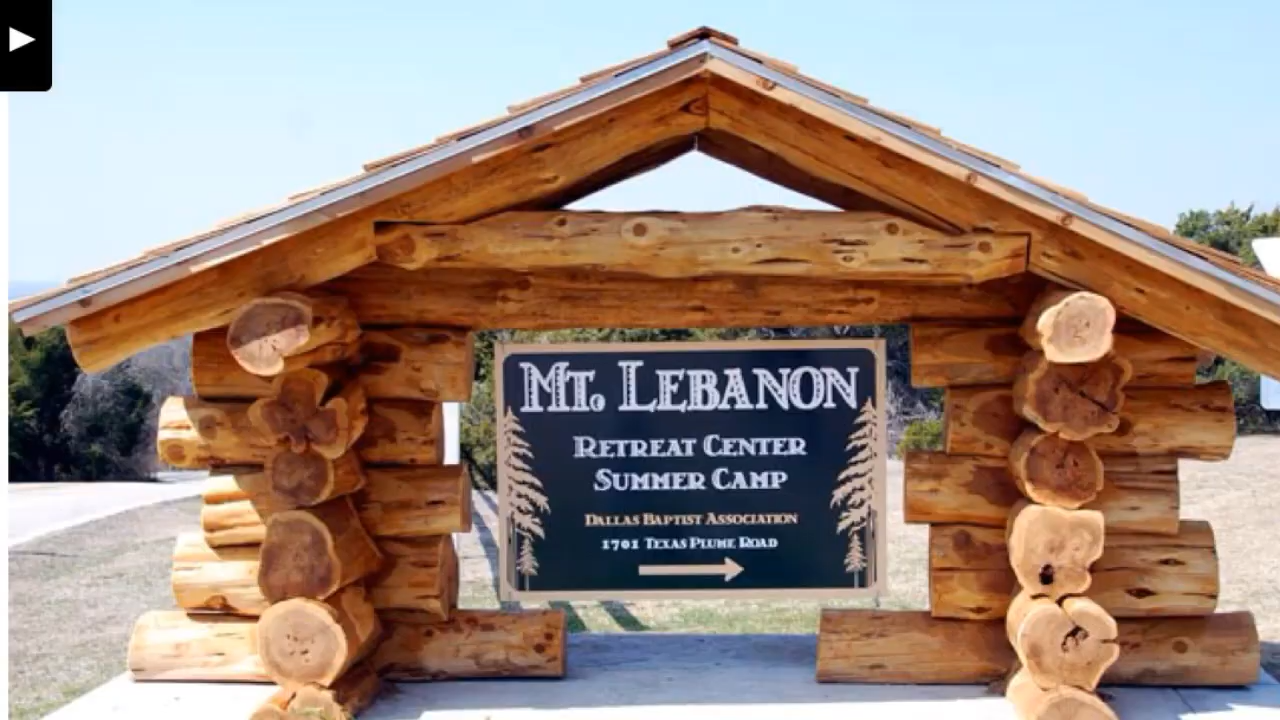 MT. LEBANON
RETREAT CENTER
SUMMER CAMP
DALLAS BAPTIST ASSOCIATION
1701 TEXAS PLUME ROAD